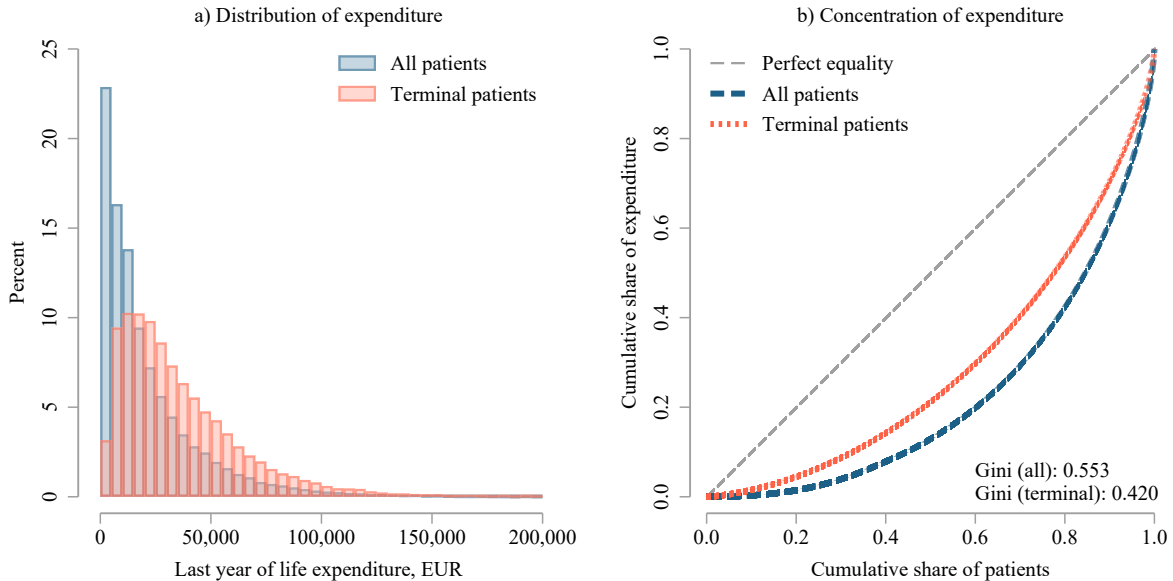 a) Distribution of expenditure
25
20
15
10
5
0
Percent
All patients
Terminal patients
0
50,000
100,000
150,000
200,000
Last year of life expenditure, EUR
b) Concentration of expenditure
1.0
0.8
0.6
0.4
0.2
0.0
Cumulative share of expenditure
Perfect equality
All patients
Terminal patients
Gini (all): 0.553
Gini (terminal): 0.420
0.0
0.2
0.4
0.6
0.8
1.0
Cumulative share of patients